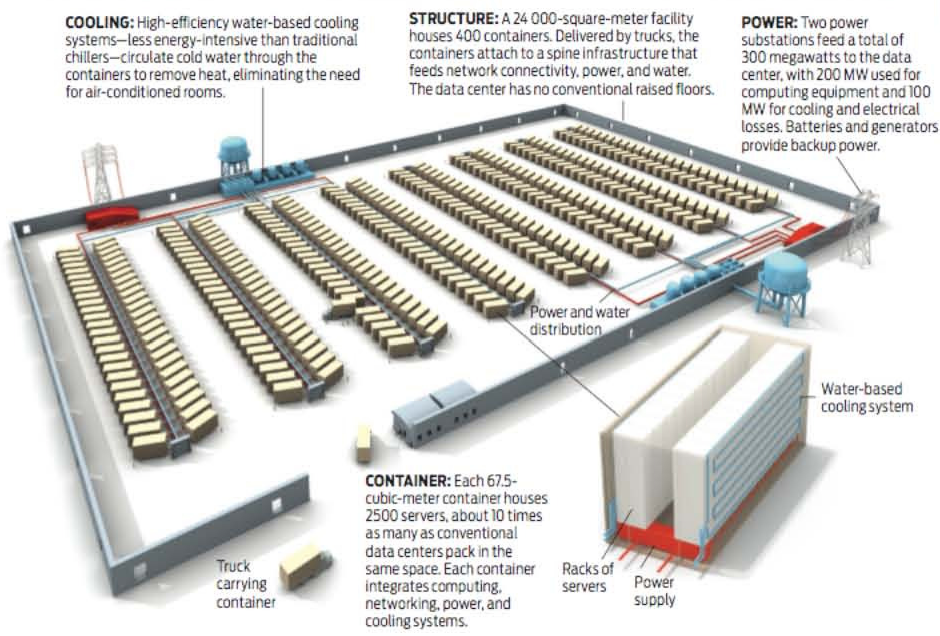 COOLING: High-efficiency water-based cooling
systems—less energy-intensive than traditional
chillers—circulate cold water through the
containers to remove heat, eliminating the need
for air-conditioned rooms.
STRUCTURE: A 24 000-square-meter facility
houses 400 containers. Delivered by trucks, the
containers attach to a spine infrastructure that
feeds network connectivity, power, and water.
The data center has no conventional raised floors.
POWER: Two power
substations feed a total of
300 megawatts to the data
center, with 200 MW used for
computing equipment and 100
MW for cooling and electrical
losses. Batteries and generators
provide backup power.
Power and water
distribution
Water-based
cooling system
CONTAINER: Each 67.5-
cubic-meter container houses
2500 servers, about 10 times
as many as conventional
data centers pack in the
same space. Each container
integrates computing,
networking, power, and
cooling systems.
Truck
carrying
container
Racks of
servers
Power
supply